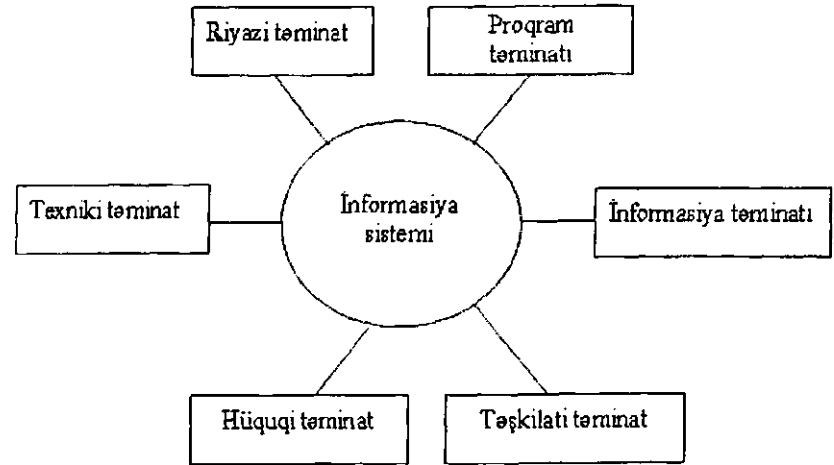 Riyazi təminat
Proqram
təminatı
Texniki təminat
İnformasiya
sistemi
İnformasiya təminatı
Hüquqi təminat
Təşkilati təminat